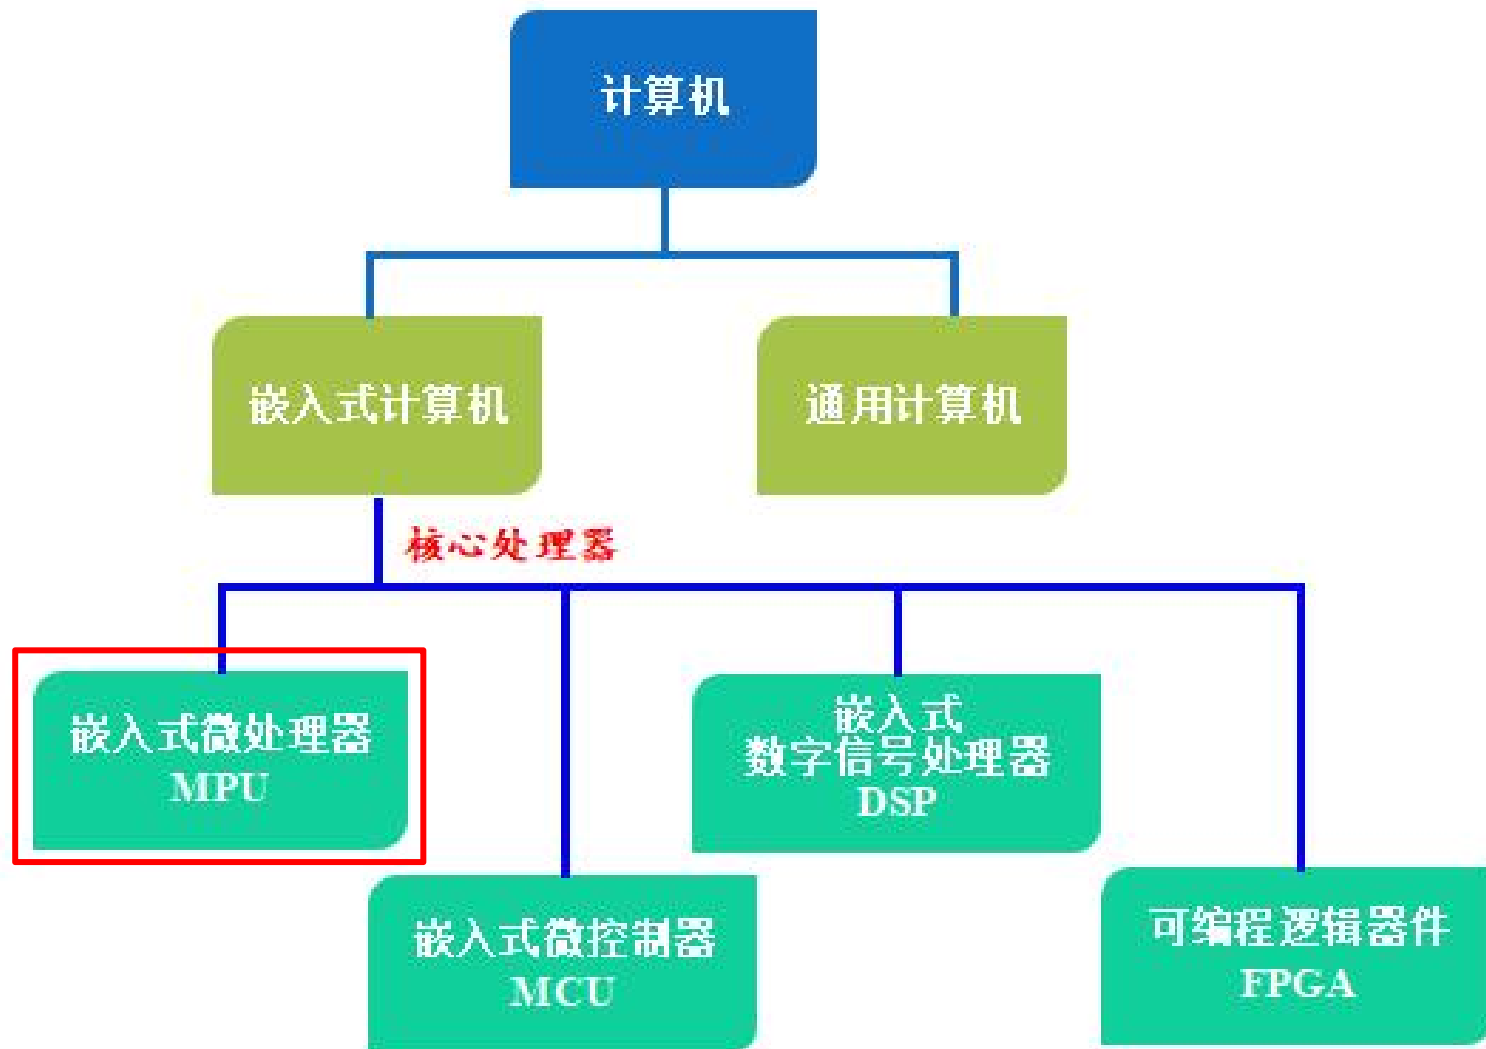 计算机
嵌入式计算机
通用计算机
核心处理器
嵌入式微处理器
MPU
嵌入式
数字信号处理器
DSP
嵌入式微控制器
MCU
可编程逻辑器件
FPGA